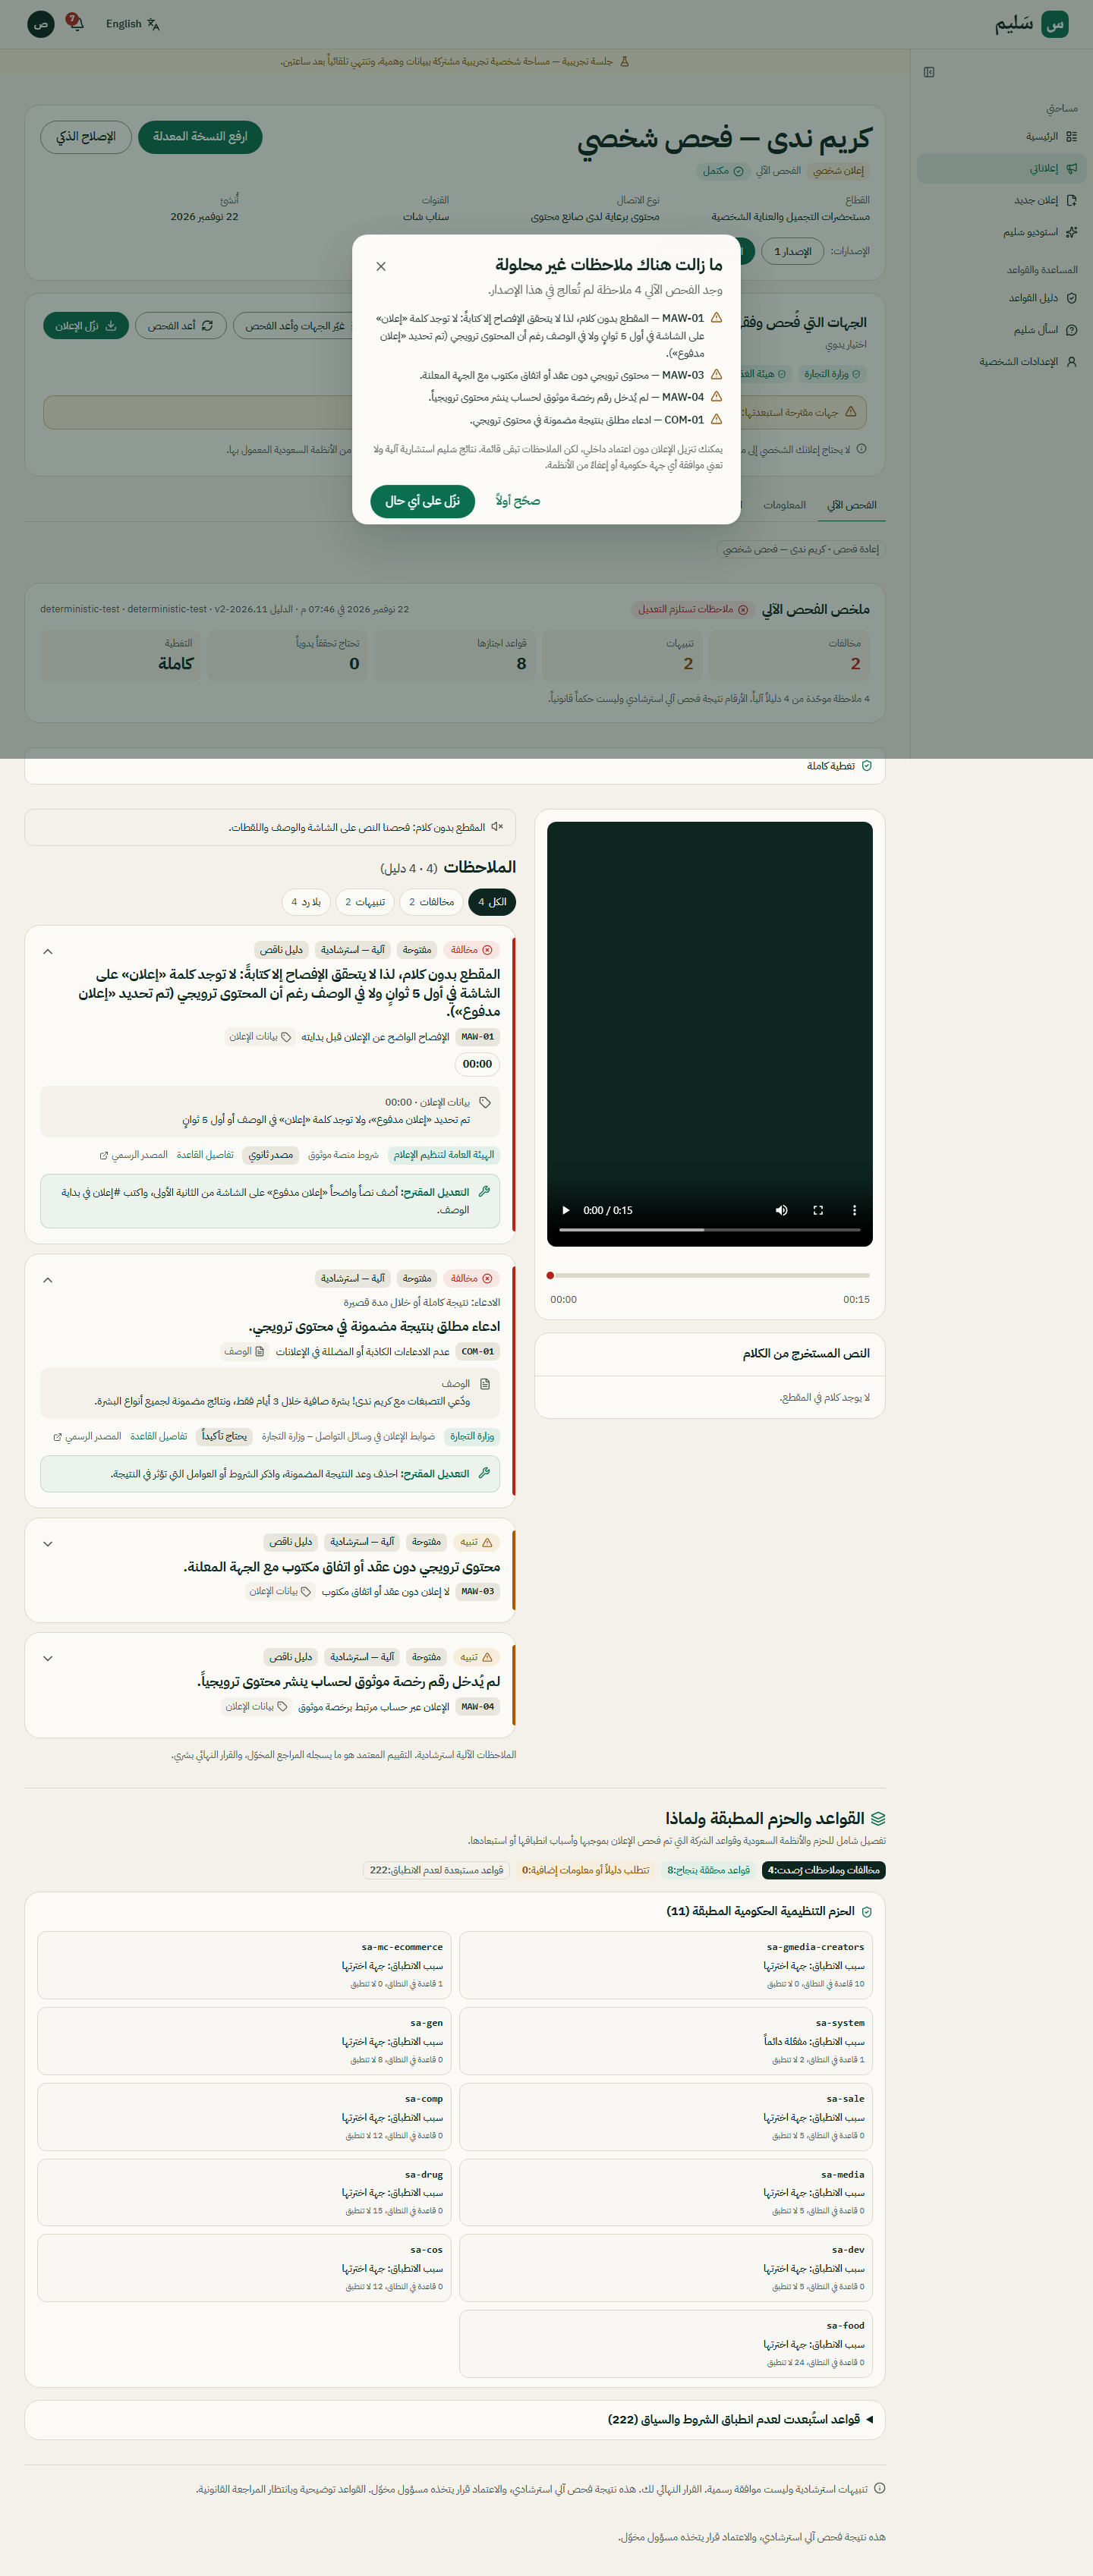 س سَليم
English
7
ص
جلسة تجريبية — مساحة شخصية تجريبية مشتركة ببيانات وهمية، وتنتهي تلقائياً بعد ساعتين.
مساحتي
الرئيسية
إعلاناتي
إعلان جديد
استوديو سَليم
المساعدة والقواعد
دليل القواعد
اسأل سَليم
الإعدادات الشخصية
كريم ندى — فحص شخصي
ارفع النسخة المعدلة
الإصلاح الذكي
إعلان شخصي
الفحص الآلي
مكتمل
القطاع
مستحضرات التجميل والعناية الشخصية
نوع الاتصال
محتوى برعاية لدى صانع محتوى
القنوات
سناب شات
أُنشئ
22 نوفمبر 2026
الإصدارات:
الإصدار 1
الجهات التي فُحص وفق
اختيار يدوي
غيّر الجهات وأعد الفحص
أعد الفحص
نزّل الإعلان
وزارة التجارة
جهات مقترحة استبعدتها:
لا يحتاج إعلانك الشخصي إلى
من الأنظمة السعودية المعمول بها.
ما زالت هناك ملاحظات غير محلولة
وجد الفحص الآلي 4 ملاحظة لم تُعالج في هذا الإصدار.
MAW-01 — المقطع بدون كلام، لذا لا يتحقق الإفصاح إلا كتابةً: لا توجد كلمة «إعلان»
على الشاشة في أول 5 ثوانٍ ولا في الوصف رغم أن المحتوى ترويجي (تم تحديد «إعلان
مدفوع»).
MAW-03 — محتوى ترويجي دون عقد أو اتفاق مكتوب مع الجهة المعلنة.
MAW-04 — لم يُدخل رقم رخصة موثوق لحساب ينشر محتوى ترويجياً.
COM-01 — ادعاء مطلق بنتيجة مضمونة في محتوى ترويجي.
يمكنك تنزيل الإعلان دون اعتماد داخلي، لكن الملاحظات تبقى قائمة. نتائج سَليم استشارية آلية ولا
تعني موافقة أي جهة حكومية أو إعفاءً من الأنظمة.
صحّح أولاً
نزّل على أي حال
الفحص الآلي
المعلومات
إعادة فحص · كريم ندى — فحص شخصي
ملخص الفحص الآلي
ملاحظات تستلزم التعديل
22 نوفمبر 2026 في 07:46 م · الدليل deterministic-test · deterministic-test · v2-2026.11
مخالفات
2
تنبيهات
2
قواعد اجتازها
8
تحتاج تحققاً يدوياً
0
التغطية
كاملة
4 ملاحظة موحّدة من 4 دليلاً آلياً. الأرقام نتيجة فحص آلي استرشادي وليست حكماً قانونياً.
تغطية كاملة
0:00 / 0:15
00:00
00:15
النص المستخرج من الكلام
لا يوجد كلام في المقطع.
المقطع بدون كلام: فحصنا النص على الشاشة والوصف واللقطات.
الملاحظات (4 · 4 دليل)
الكل 4
مخالفات 2
تنبيهات 2
بلا رد 4
مخالفة
مفتوحة
آلية — استرشادية
دليل ناقص
المقطع بدون كلام، لذا لا يتحقق الإفصاح إلا كتابةً: لا توجد كلمة «إعلان» على
الشاشة في أول 5 ثوانٍ ولا في الوصف رغم أن المحتوى ترويجي (تم تحديد «إعلان
مدفوع»).
MAW-01 الإفصاح الواضح عن الإعلان قبل بدايته بيانات الإعلان
00:00
بيانات الإعلان · 00:00
تم تحديد «إعلان مدفوع»، ولا توجد كلمة «إعلان» في الوصف أو أول 5 ثوانٍ
الهيئة العامة لتنظيم الإعلام شروط منصة موثوق مصدر ثانوي تفاصيل القاعدة المصدر الرسمي
التعديل المقترح: أضف نصاً واضحاً «إعلان مدفوع» على الشاشة من الثانية الأولى، واكتب #إعلان في بداية
الوصف.
مخالفة
مفتوحة
آلية — استرشادية
الادعاء: نتيجة كاملة أو خلال مدة قصيرة
ادعاء مطلق بنتيجة مضمونة في محتوى ترويجي.
COM-01 عدم الادعاءات الكاذبة أو المضللة في الإعلانات الوصف
الوصف
ودّعي التصبغات مع كريم ندى! بشرة صافية خلال 3 أيام فقط، ونتائج مضمونة لجميع أنواع البشرة.
وزارة التجارة ضوابط الإعلان في وسائل التواصل – وزارة التجارة يحتاج تأكيداً تفاصيل القاعدة المصدر الرسمي
التعديل المقترح: احذف وعد النتيجة المضمونة، واذكر الشروط أو العوامل التي تؤثر في النتيجة.
تنبيه
مفتوحة
آلية — استرشادية
دليل ناقص
محتوى ترويجي دون عقد أو اتفاق مكتوب مع الجهة المعلنة.
MAW-03 لا إعلان دون عقد أو اتفاق مكتوب بيانات الإعلان
تنبيه
مفتوحة
آلية — استرشادية
دليل ناقص
لم يُدخل رقم رخصة موثوق لحساب ينشر محتوى ترويجياً.
MAW-04 الإعلان عبر حساب مرتبط برخصة موثوق بيانات الإعلان
الملاحظات الآلية استرشادية. التقييم المعتمد هو ما يسجله المراجع المخوّل، والقرار النهائي بشري.
القواعد والحزم المطبقة ولماذا
تفصيل شامل للحزم والأنظمة السعودية وقواعد الشركة التي تم فحص الإعلان بموجبها وأسباب انطباقها أو استبعادها.
مخالفات وملاحظات رُصدت:4
قواعد محققة بنجاح:8
تتطلب دليلاً أو معلومات إضافية:0
قواعد مستبعدة لعدم الانطباق:222
الحزم التنظيمية الحكومية المطبقة (11)
sa-gmedia-creators
سبب الانطباق: جهة اخترتها
10 قاعدة في النطاق، 0 لا تنطبق
sa-mc-ecommerce
سبب الانطباق: جهة اخترتها
1 قاعدة في النطاق، 0 لا تنطبق
sa-system
سبب الانطباق: مفعّلة دائماً
1 قاعدة في النطاق، 2 لا تنطبق
sa-gen
سبب الانطباق: جهة اخترتها
0 قاعدة في النطاق، 8 لا تنطبق
sa-sale
سبب الانطباق: جهة اخترتها
0 قاعدة في النطاق، 5 لا تنطبق
sa-comp
سبب الانطباق: جهة اخترتها
0 قاعدة في النطاق، 12 لا تنطبق
sa-media
سبب الانطباق: جهة اخترتها
0 قاعدة في النطاق، 5 لا تنطبق
sa-drug
سبب الانطباق: جهة اخترتها
0 قاعدة في النطاق، 15 لا تنطبق
sa-dev
سبب الانطباق: جهة اخترتها
0 قاعدة في النطاق، 5 لا تنطبق
sa-cos
سبب الانطباق: جهة اخترتها
0 قاعدة في النطاق، 12 لا تنطبق
sa-food
سبب الانطباق: جهة اخترتها
0 قاعدة في النطاق، 24 لا تنطبق
قواعد استُبعدت لعدم انطباق الشروط والسياق (222)
تنبيهات استرشادية وليست موافقة رسمية. القرار النهائي لك. هذه نتيجة فحص آلي استرشادي، والاعتماد قرار يتخذه مسؤول مخوّل. القواعد توضيحية وبانتظار المراجعة القانونية.
هذه نتيجة فحص آلي استرشادي، والاعتماد قرار يتخذه مسؤول مخوّل.